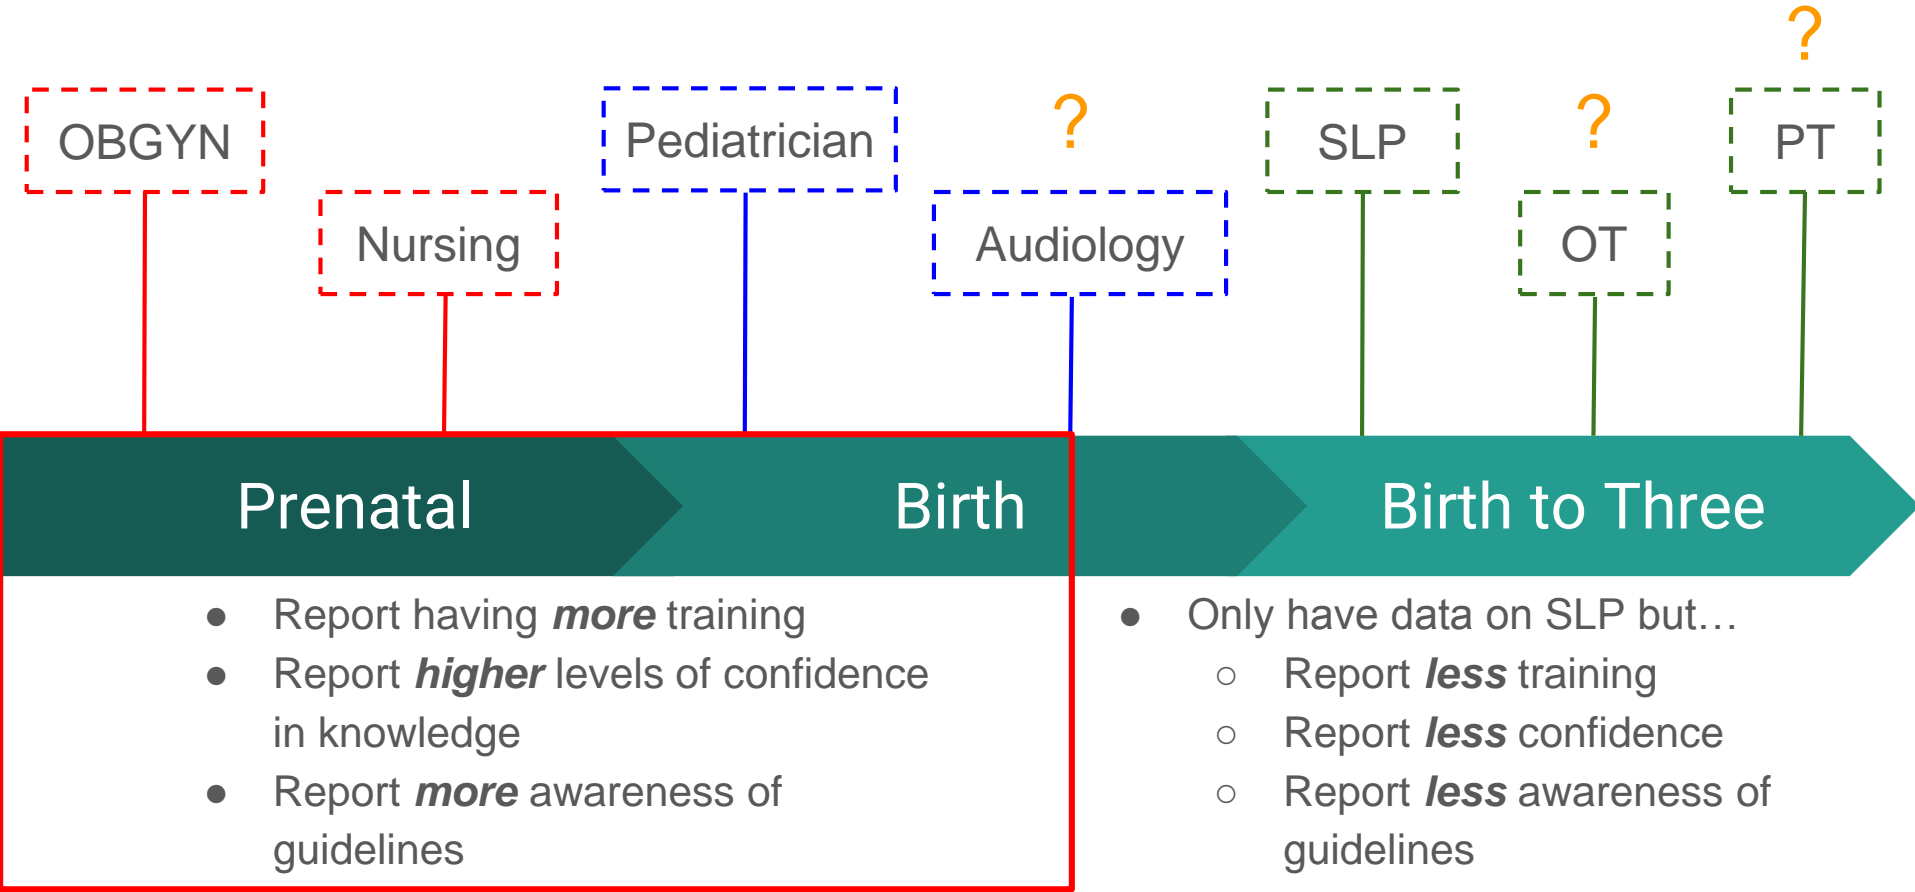 ?
OBGYN
Nursing
Pediatrician
?
Audiology
SLP
?
OT
?
PT
Prenatal
Birth
Birth to Three
● Report having more training
● Report higher levels of confidence
in knowledge
● Report more awareness of
guidelines
● Only have data on SLP but…
○ Report less training
○ Report less confidence
○ Report less awareness of
guidelines